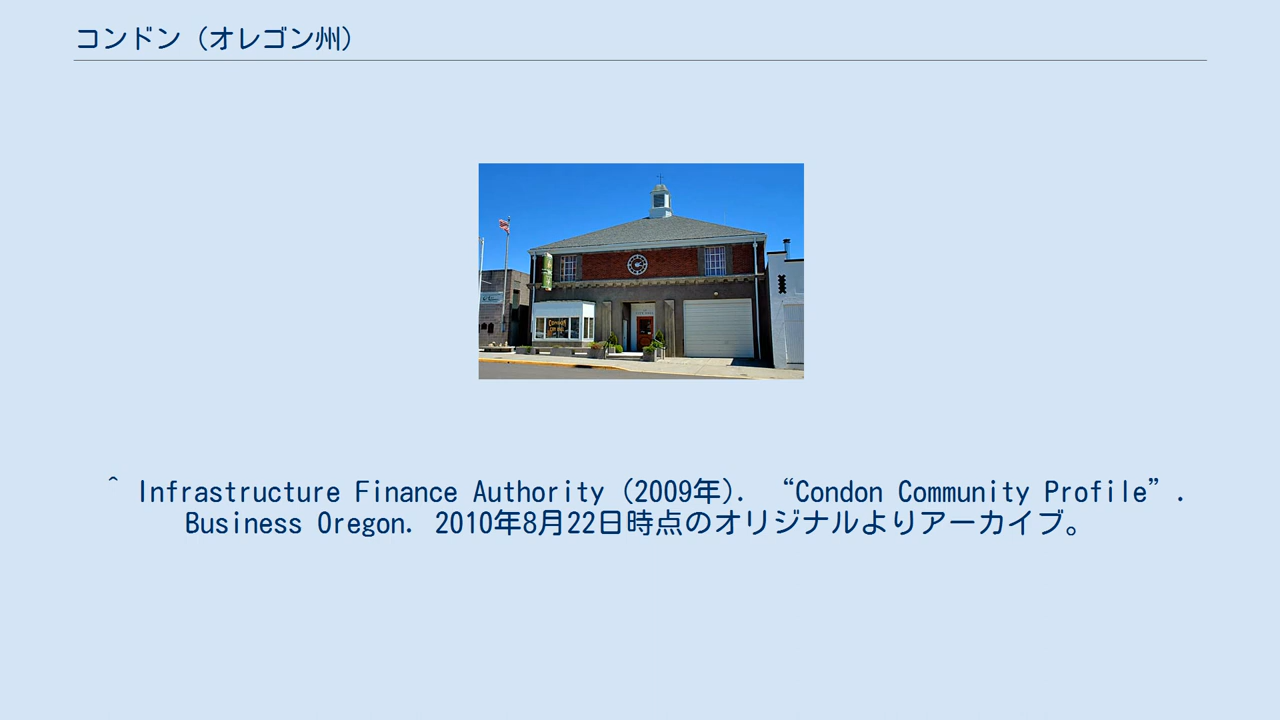 コンドン（オレゴン州）
^ Infrastructure Finance Authority (2009年). “Condon Community Profile”.
Business Oregon. 2010年8月22日時点のオリジナルよりアーカイブ。